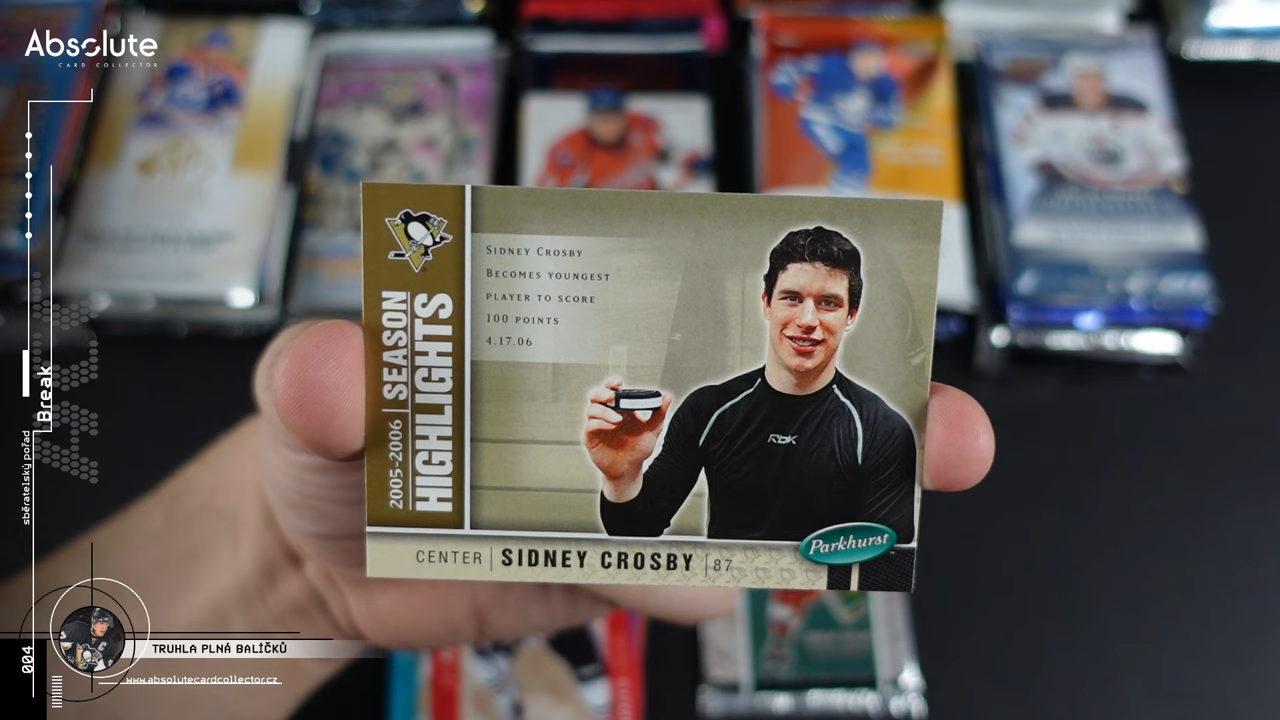 Absolute
CARD COLLECTOR
Break
sběratelský pořad
004
TRUHLA PLNÁ BALÍČKŮ
www.absolutecardcollector.cz
2005-2006 | SEASON
HIGHLIGHTS
SIDNEY CROSBY
BECOMES YOUNGEST
PLAYER TO SCORE
100 POINTS
4.17.06
RBK
Parkhurst
CENTER | SIDNEY CROSBY | 87